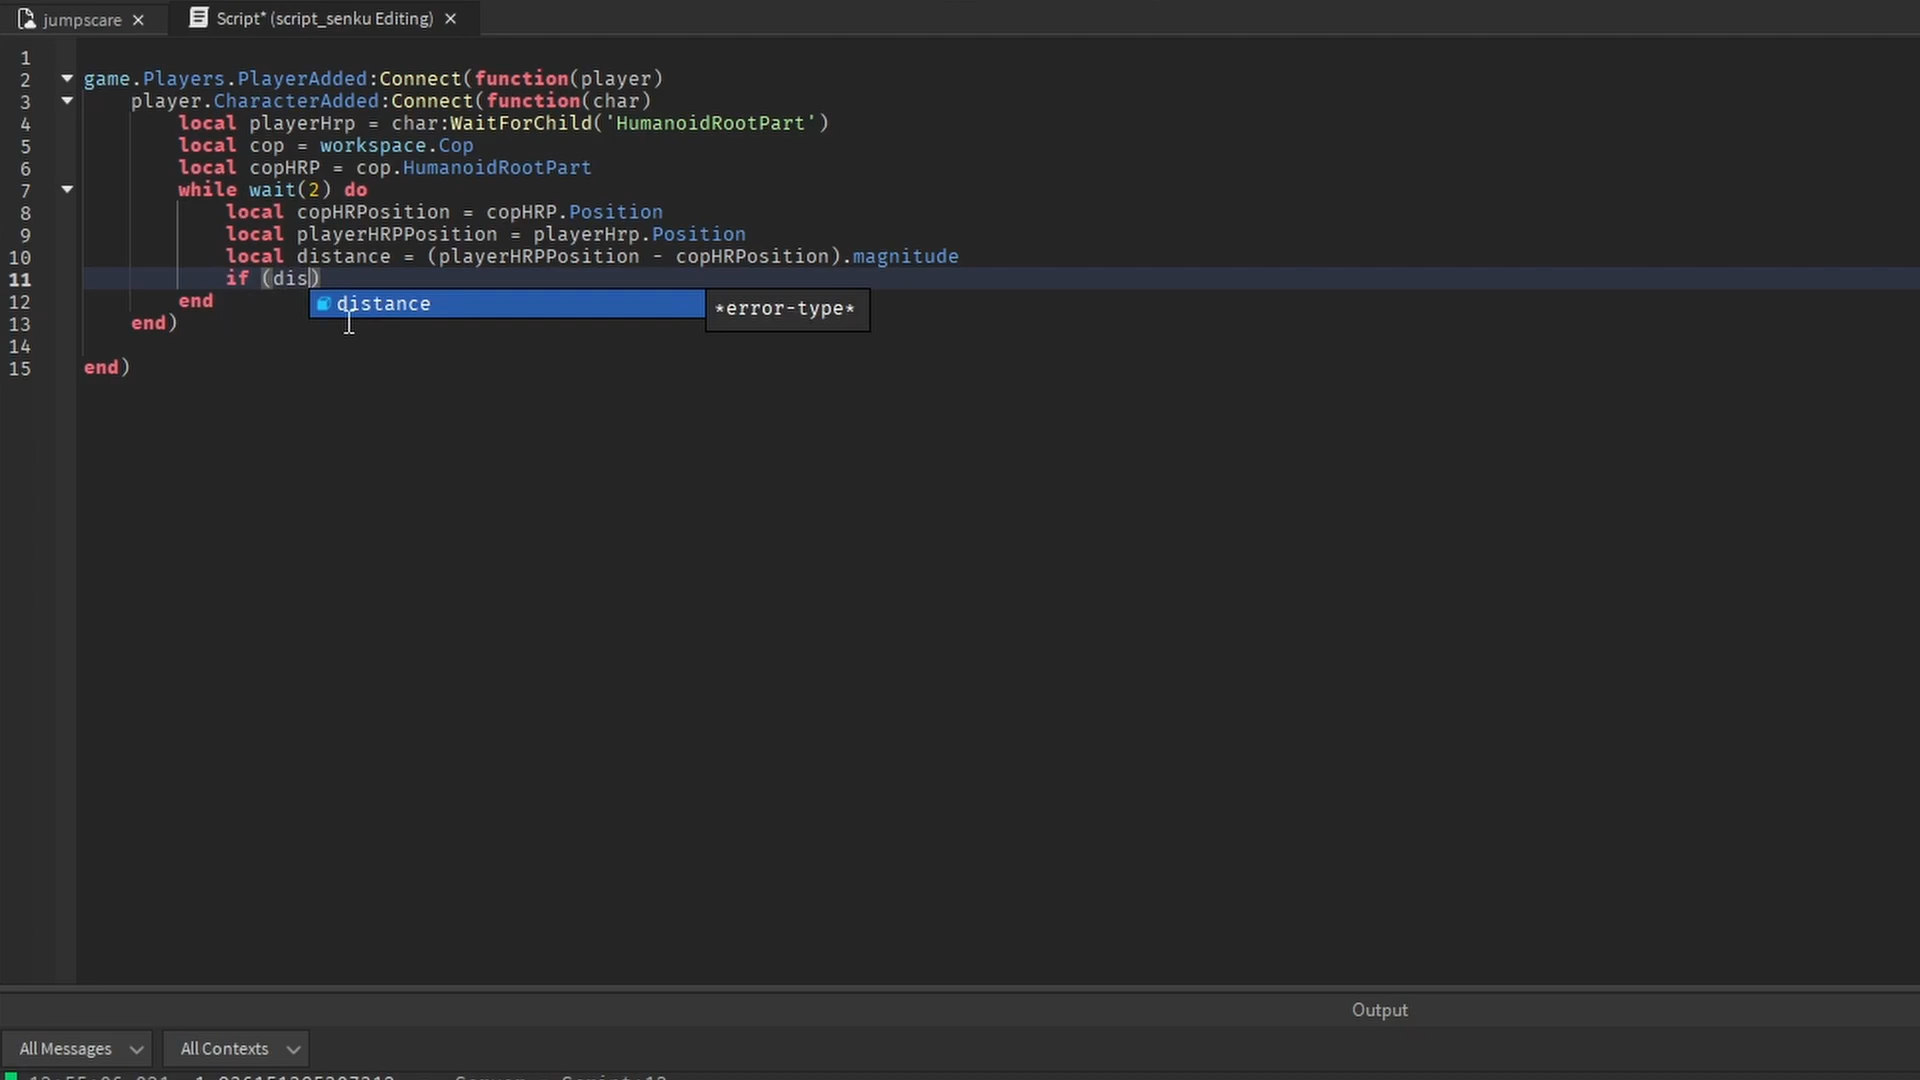 jumpscare
Script* (script_senku Editing)
1
2 game.Players.PlayerAdded:Connect(function(player)
3 player.CharacterAdded:Connect(function(char)
4 local playerHrp = char:WaitForChild('HumanoidRootPart')
5 local cop = workspace.Cop
6 local copHRP = cop.HumanoidRootPart
7 while wait(2) do
8 local copHRPosition = copHRP.Position
9 local playerHRPPosition = playerHrp.Position
10 local distance = (playerHRPPosition - copHRPosition).magnitude
11 if (dis)
distance *error-type*
12 end
13 end)
14
15 end)
Output
All Messages All Contexts